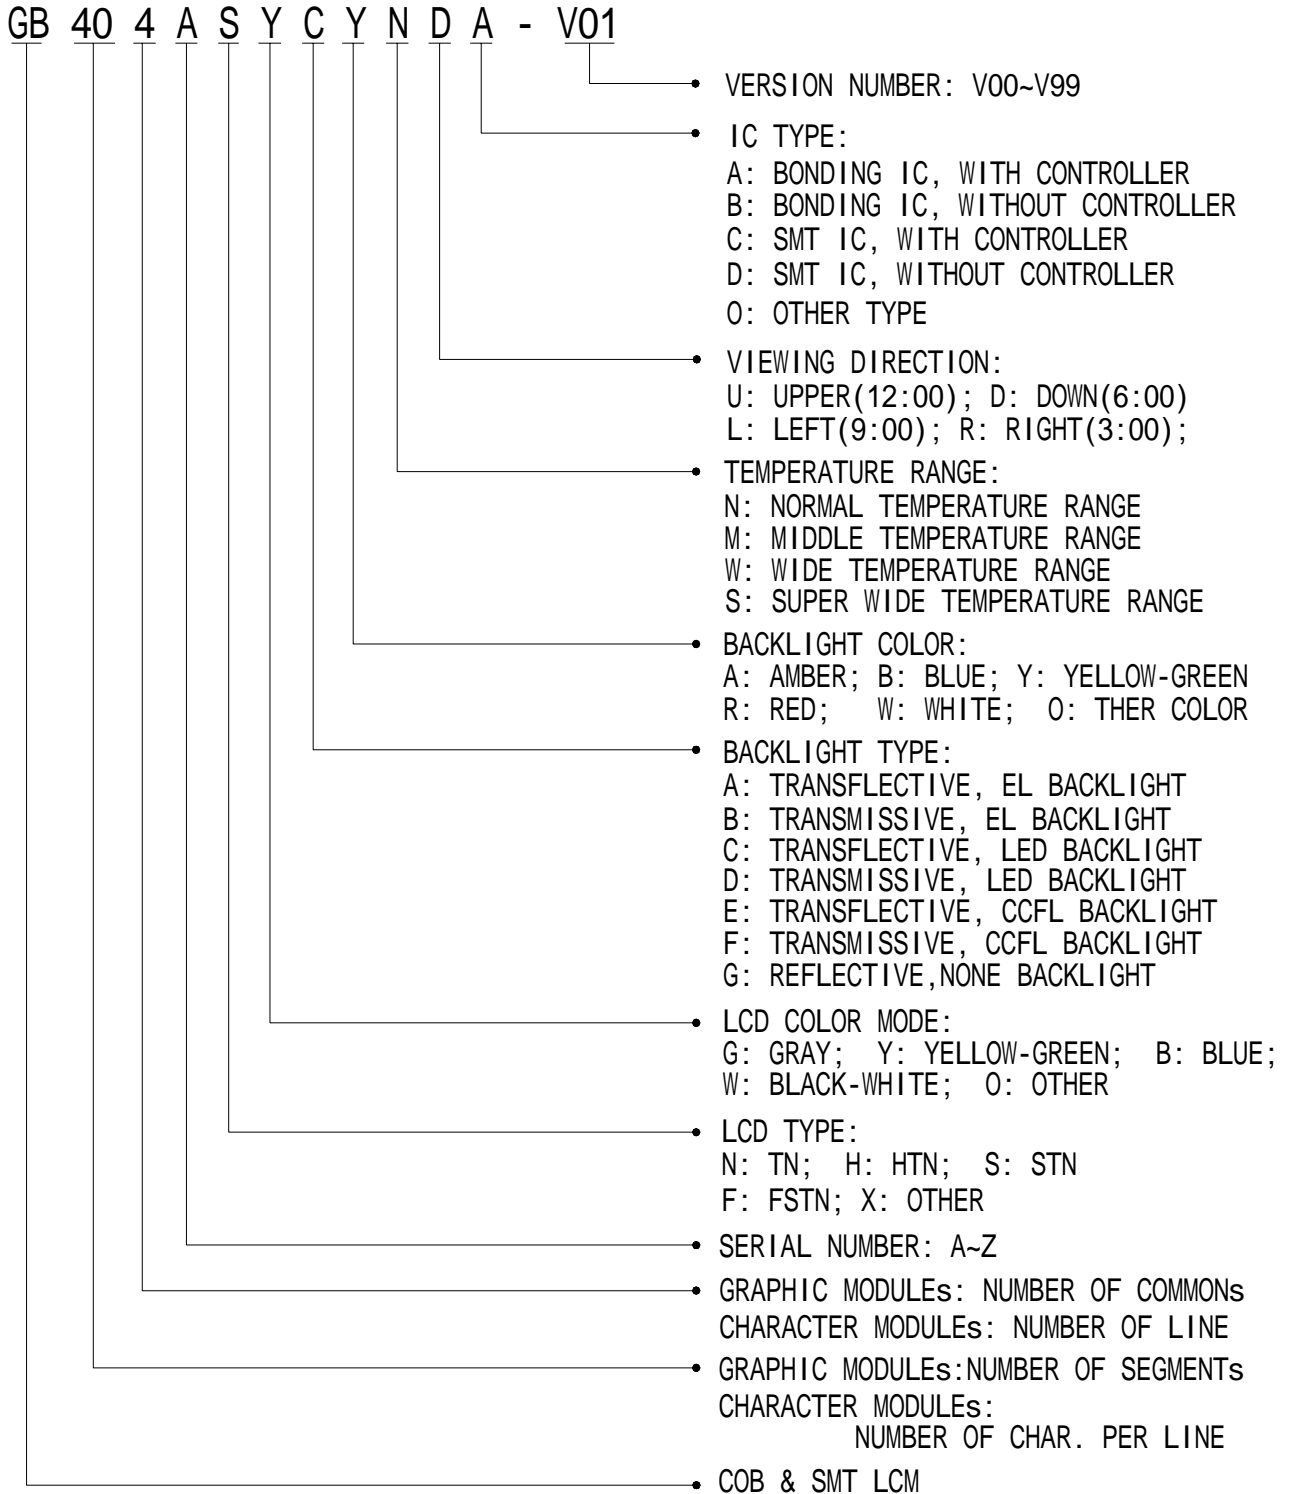 GB 40 4 A S Y C Y N D A - V01
VERSION NUMBER: V00~V99
IC TYPE:
A: BONDING IC, WITH CONTROLLER
B: BONDING IC, WITHOUT CONTROLLER
C: SMT IC, WITH CONTROLLER
D: SMT IC, WITHOUT CONTROLLER
O: OTHER TYPE
VIEWING DIRECTION:
U: UPPER(12:00); D: DOWN(6:00)
L: LEFT(9:00); R: RIGHT(3:00);
TEMPERATURE RANGE:
N: NORMAL TEMPERATURE RANGE
M: MIDDLE TEMPERATURE RANGE
W: WIDE TEMPERATURE RANGE
S: SUPER WIDE TEMPERATURE RANGE
BACKLIGHT COLOR:
A: AMBER; B: BLUE; Y: YELLOW-GREEN
R: RED; W: WHITE; O: THER COLOR
BACKLIGHT TYPE:
A: TRANSFLECTIVE, EL BACKLIGHT
B: TRANSMISSIVE, EL BACKLIGHT
C: TRANSFLECTIVE, LED BACKLIGHT
D: TRANSMISSIVE, LED BACKLIGHT
E: TRANSFLECTIVE, CCFL BACKLIGHT
F: TRANSMISSIVE, CCFL BACKLIGHT
G: REFLECTIVE,NONE BACKLIGHT
LCD COLOR MODE:
G: GRAY; Y: YELLOW-GREEN; B: BLUE;
W: BLACK-WHITE; O: OTHER
LCD TYPE:
N: TN; H: HTN; S: STN
F: FSTN; X: OTHER
SERIAL NUMBER: A~Z
GRAPHIC MODULEs: NUMBER OF COMMONs
CHARACTER MODULEs: NUMBER OF LINE
GRAPHIC MODULEs:NUMBER OF SEGMENTs
CHARACTER MODULEs:
NUMBER OF CHAR. PER LINE
COB & SMT LCM